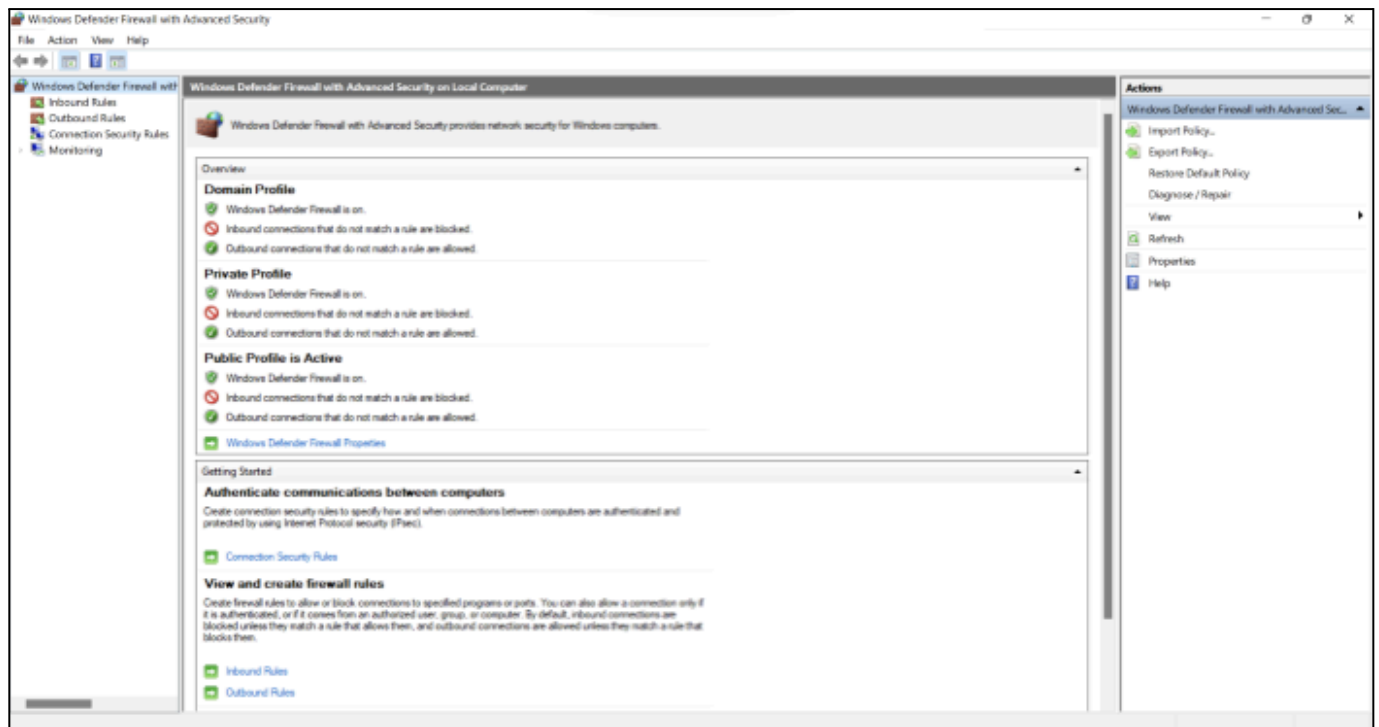 Windows Defender Firewall with Advanced Security
File Action View Help
Windows Defender Firewall with
Inbound Rules
Outbound Rules
Connection Security Rules
Monitoring
Windows Defender Firewall with Advanced Security on Local Computer
Windows Defender Firewall with Advanced Security provides network security for Windows computers.
Overview
Domain Profile
Windows Defender Firewall is on.
Inbound connections that do not match a rule are blocked.
Outbound connections that do not match a rule are allowed.
Private Profile
Windows Defender Firewall is on.
Inbound connections that do not match a rule are blocked.
Outbound connections that do not match a rule are allowed.
Public Profile is Active
Windows Defender Firewall is on.
Inbound connections that do not match a rule are blocked.
Outbound connections that do not match a rule are allowed.
Windows Defender Firewall Properties
Getting Started
Authenticate communications between computers
Create connection security rules to specify how and when connections between computers are authenticated and
protected by using Internet Protocol security (IPsec).
Connection Security Rules
View and create firewall rules
Create firewall rules to allow or block connections to specified programs or ports. You can also allow a connection only if
it is authenticated, or if it comes from an authorized user, group, or computer. By default, inbound connections are
blocked unless they match a rule that allows them, and outbound connections are allowed unless they match a rule that
blocks them.
Inbound Rules
Outbound Rules
Actions
Windows Defender Firewall with Advanced Sec...
Import Policy...
Export Policy...
Restore Default Policy
Diagnose / Repair
View
Refresh
Properties
Help